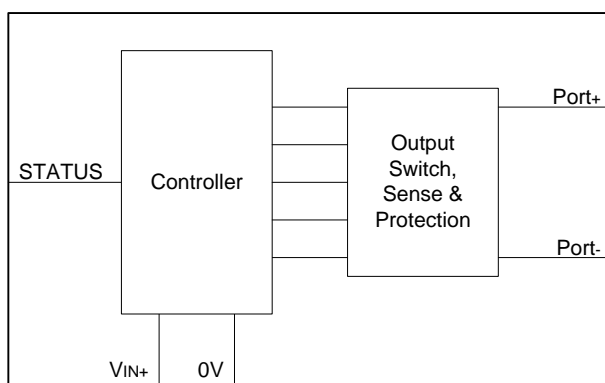 Port+
STATUS
Controller
Output
Switch,
Sense &
Protection
Port-
VIN+
0V